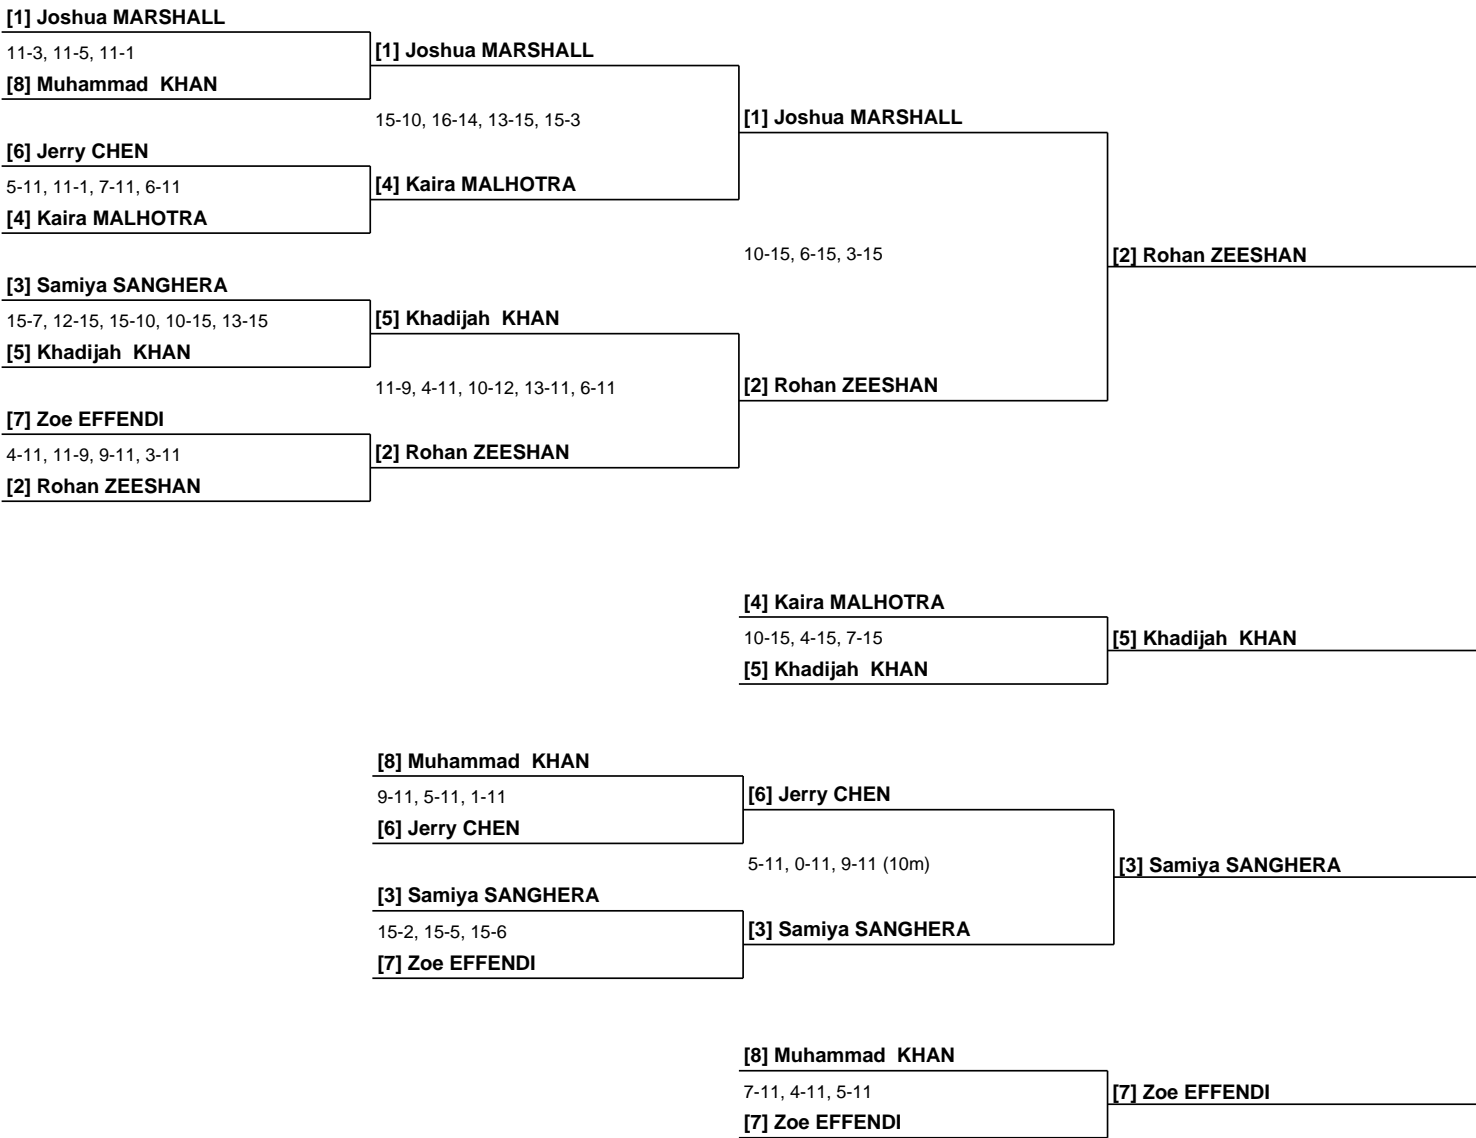 [1] Joshua MARSHALL
11-3, 11-5, 11-1
[8] Muhammad  KHAN
[1] Joshua MARSHALL
15-10, 16-14, 13-15, 15-3
[6] Jerry CHEN
5-11, 11-1, 7-11, 6-11
[4] Kaira MALHOTRA
[4] Kaira MALHOTRA
[1] Joshua MARSHALL
10-15, 6-15, 3-15
[2] Rohan ZEESHAN
[3] Samiya SANGHERA
15-7, 12-15, 15-10, 10-15, 13-15
[5] Khadijah  KHAN
[5] Khadijah  KHAN
11-9, 4-11, 10-12, 13-11, 6-11
[2] Rohan ZEESHAN
[7] Zoe EFFENDI
4-11, 11-9, 9-11, 3-11
[2] Rohan ZEESHAN
[2] Rohan ZEESHAN
[4] Kaira MALHOTRA
10-15, 4-15, 7-15
[5] Khadijah  KHAN
[5] Khadijah  KHAN
[8] Muhammad  KHAN
9-11, 5-11, 1-11
[6] Jerry CHEN
[6] Jerry CHEN
5-11, 0-11, 9-11 (10m)
[3] Samiya SANGHERA
[3] Samiya SANGHERA
15-2, 15-5, 15-6
[7] Zoe EFFENDI
[3] Samiya SANGHERA
[8] Muhammad  KHAN
7-11, 4-11, 5-11
[7] Zoe EFFENDI
[7] Zoe EFFENDI